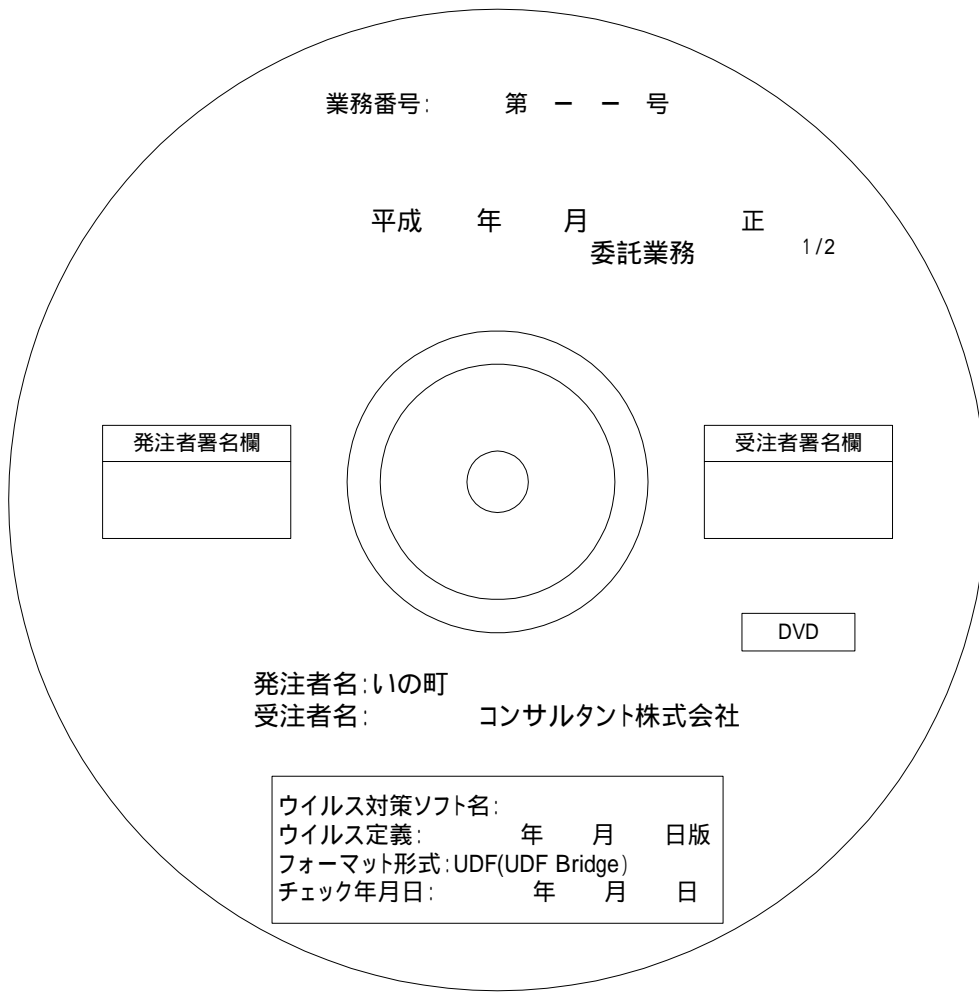 業務番号:　　　第　－　－　号
平成　　年　　月　　　　　　正
委託業務　　　　1/2
発注者署名欄
受注者署名欄
DVD
発注者名:いの町
受注者名:　　　　コンサルタント株式会社
ウイルス対策ソフト名:
ウイルス定義:　　　　年　　月　　日版
フォーマット形式:UDF(UDF Bridge)
チェック年月日:　　　　年　　月　　日